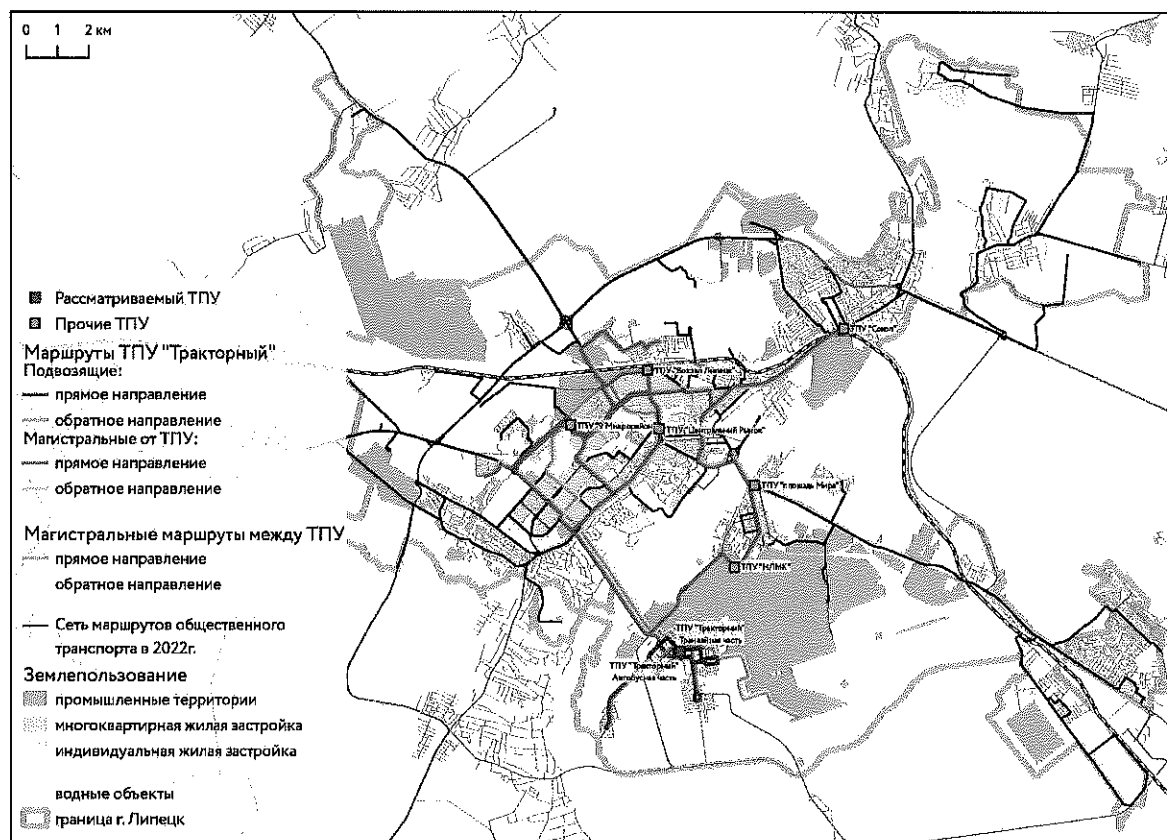 0 1 2 км
Рассматриваемый ТПУ
Прочие ТПУ
Маршруты ТПУ "Тракторный"
Подвозящие:
прямое направление
обратное направление
Магистральные от ТПУ:
прямое направление
обратное направление
Магистральные маршруты между ТПУ
прямое направление
обратное направление
Сеть маршрутов общественного
транспорта в 2022г.
Землепользование
промышленные территории
многоквартирная жилая застройка
индивидуальная жилая застройка
водные объекты
граница г. Липецк
ТПУ "Сокол"
ТПУ "Вокзал Липецк"
ТПУ "9 Микрорайон"
ТПУ "Центральный Рынок"
ТПУ "площадь Мира"
ТПУ "НЛМК"
ТПУ "Тракторный"
Трамвайная часть
ТПУ "Тракторный"
Автобусная часть